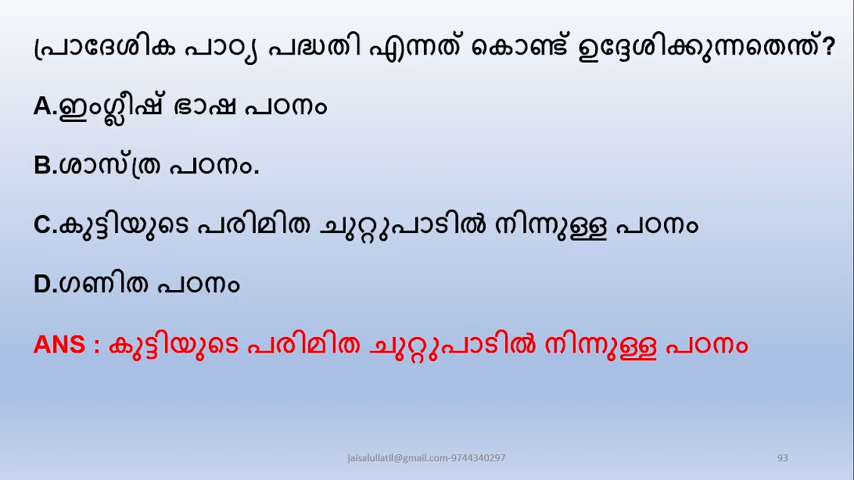 പ്രാദേശിക പാഠ്യ പദ്ധതി എന്നത് കൊണ്ട് ഉദ്ദേശിക്കുന്നതെന്ത്?
A.ഇംഗ്ലീഷ് ഭാഷ പഠനം
B.ശാസ്ത്ര പഠനം.
C.കുട്ടിയുടെ പരിമിത ചുറ്റുപാടിൽ നിന്നുള്ള പഠനം
D.ഗണിത പഠനം
ANS : കുട്ടിയുടെ പരിമിത ചുറ്റുപാടിൽ നിന്നുള്ള പഠനം
jaisalullatil@gmail.com-9744340297
93